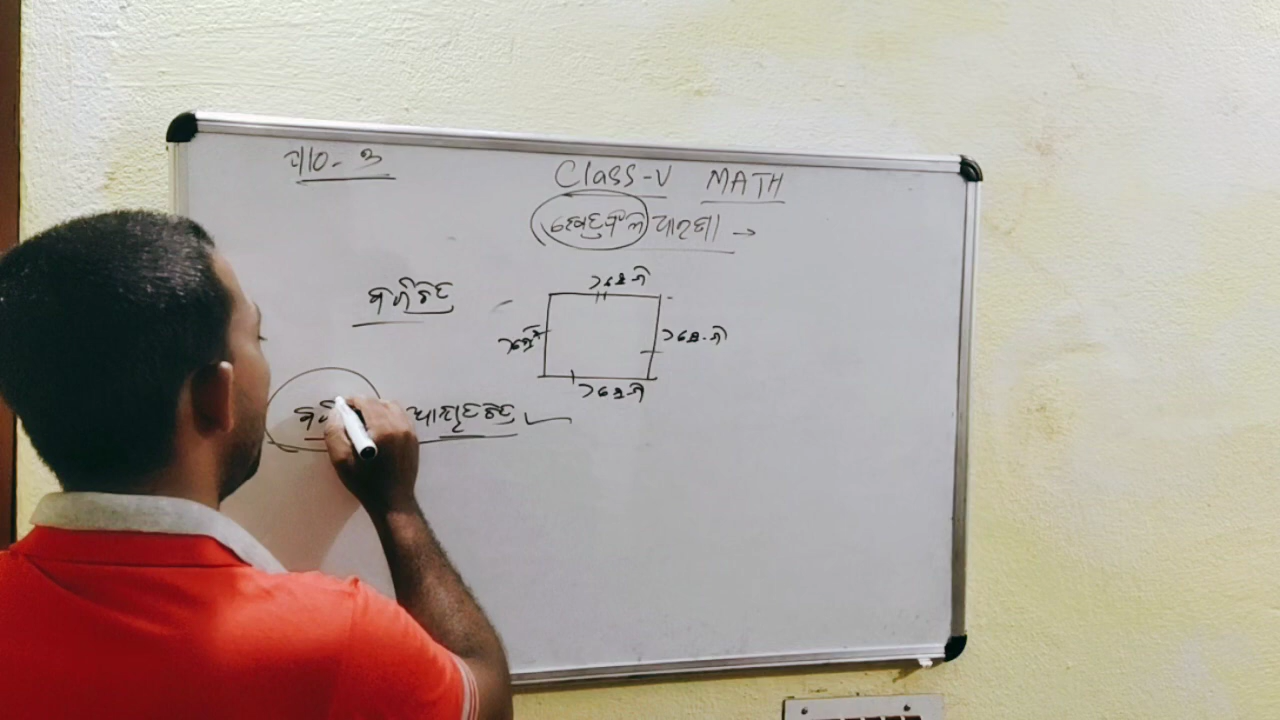 ପାଠ- ୩
Class-V MATH
କ୍ଷେତ୍ରଫଳ ଧାରଣା →
ବର୍ଗଚିତ୍ର
୨ସେ.ମି
୨ସେ.ମି
୨ସେ.ମି
ଆୟତଚିତ୍ର